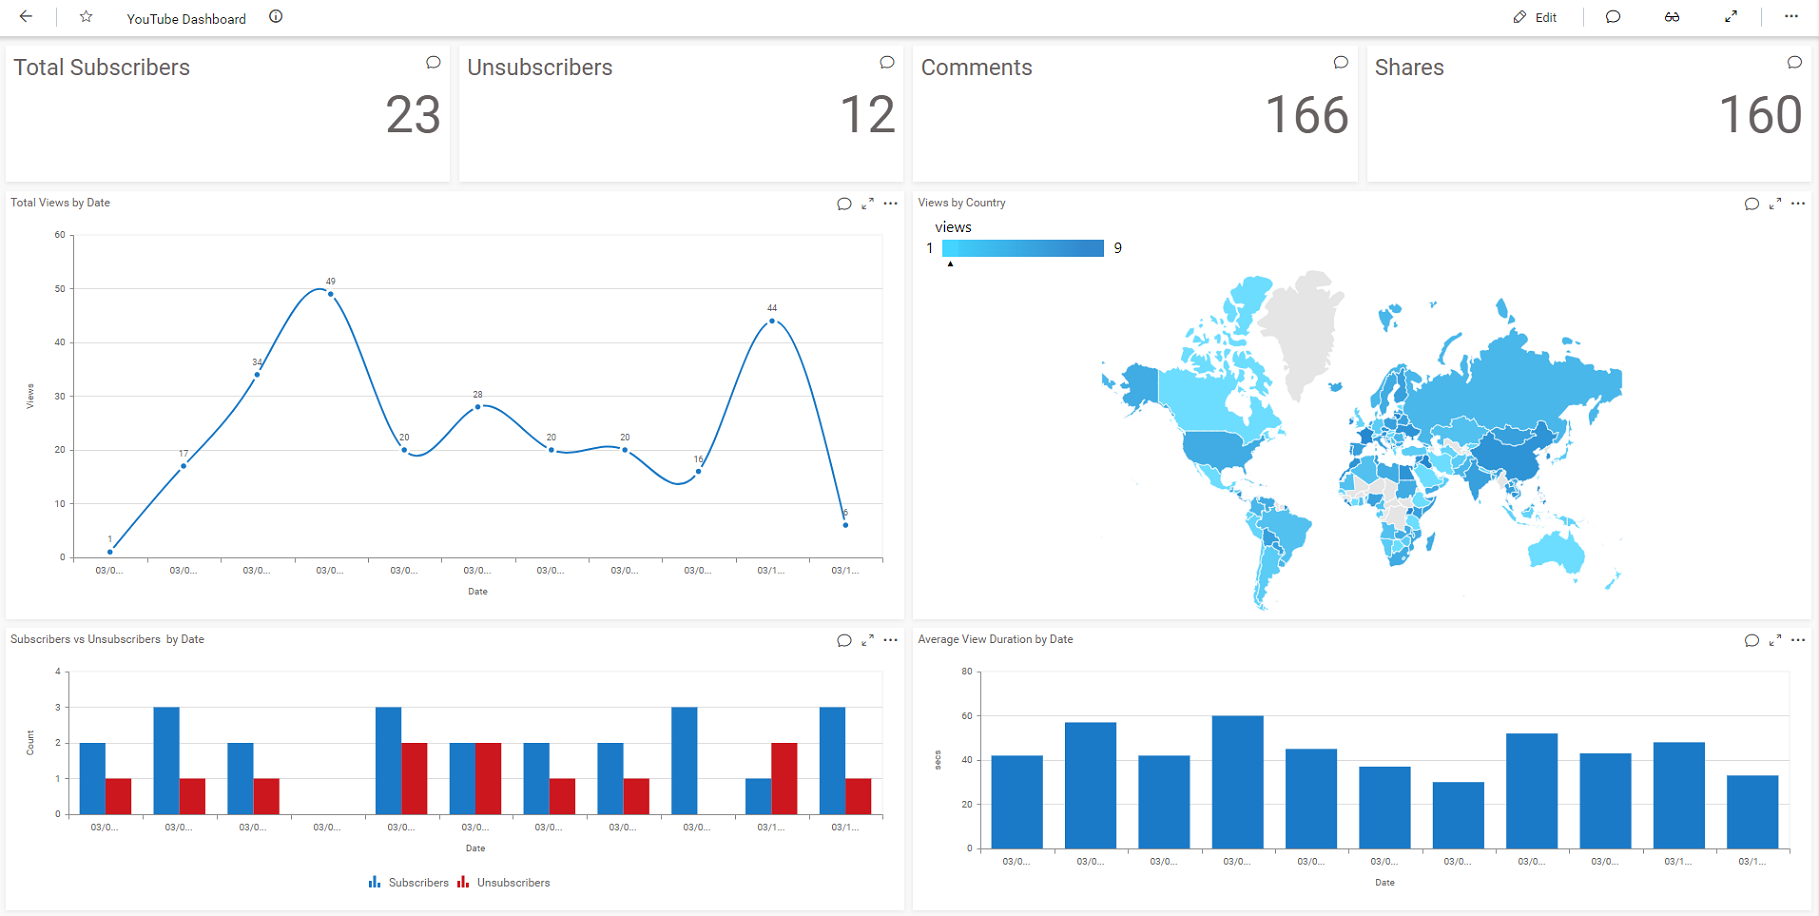 YouTube Dashboard
Edit
Total Subscribers
23
Unsubscribers
12
Comments
166
Shares
160
Total Views by Date
60
50
40
30
20
10
0
Views
1
17
34
49
20
28
20
20
16
44
6
03/0... 03/0... 03/0... 03/0... 03/0... 03/0... 03/0... 03/0... 03/0... 03/1... 03/1...
Date
Views by Country
views
1 9
Subscribers vs Unsubscribers by Date
4
3
2
1
0
Count
03/0... 03/0... 03/0... 03/0... 03/0... 03/0... 03/0... 03/0... 03/0... 03/1... 03/1...
Date
Subscribers Unsubscribers
Average View Duration by Date
80
60
40
20
0
secs
03/0... 03/0... 03/0... 03/0... 03/0... 03/0... 03/0... 03/0... 03/0... 03/1... 03/1...
Date